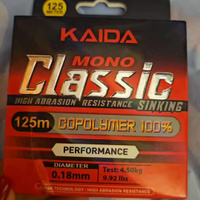 125
KAIDA
MONO
Classic
HIGH ABRASION RESISTANCE SINKING
125m COPOLYMER 100%
PERFORMANCE
DIAMETER
0.18mm
Test: 4.50kg
9.92 lbs
TECHNOLOGY · HIGH ABRASION RESISTANCE